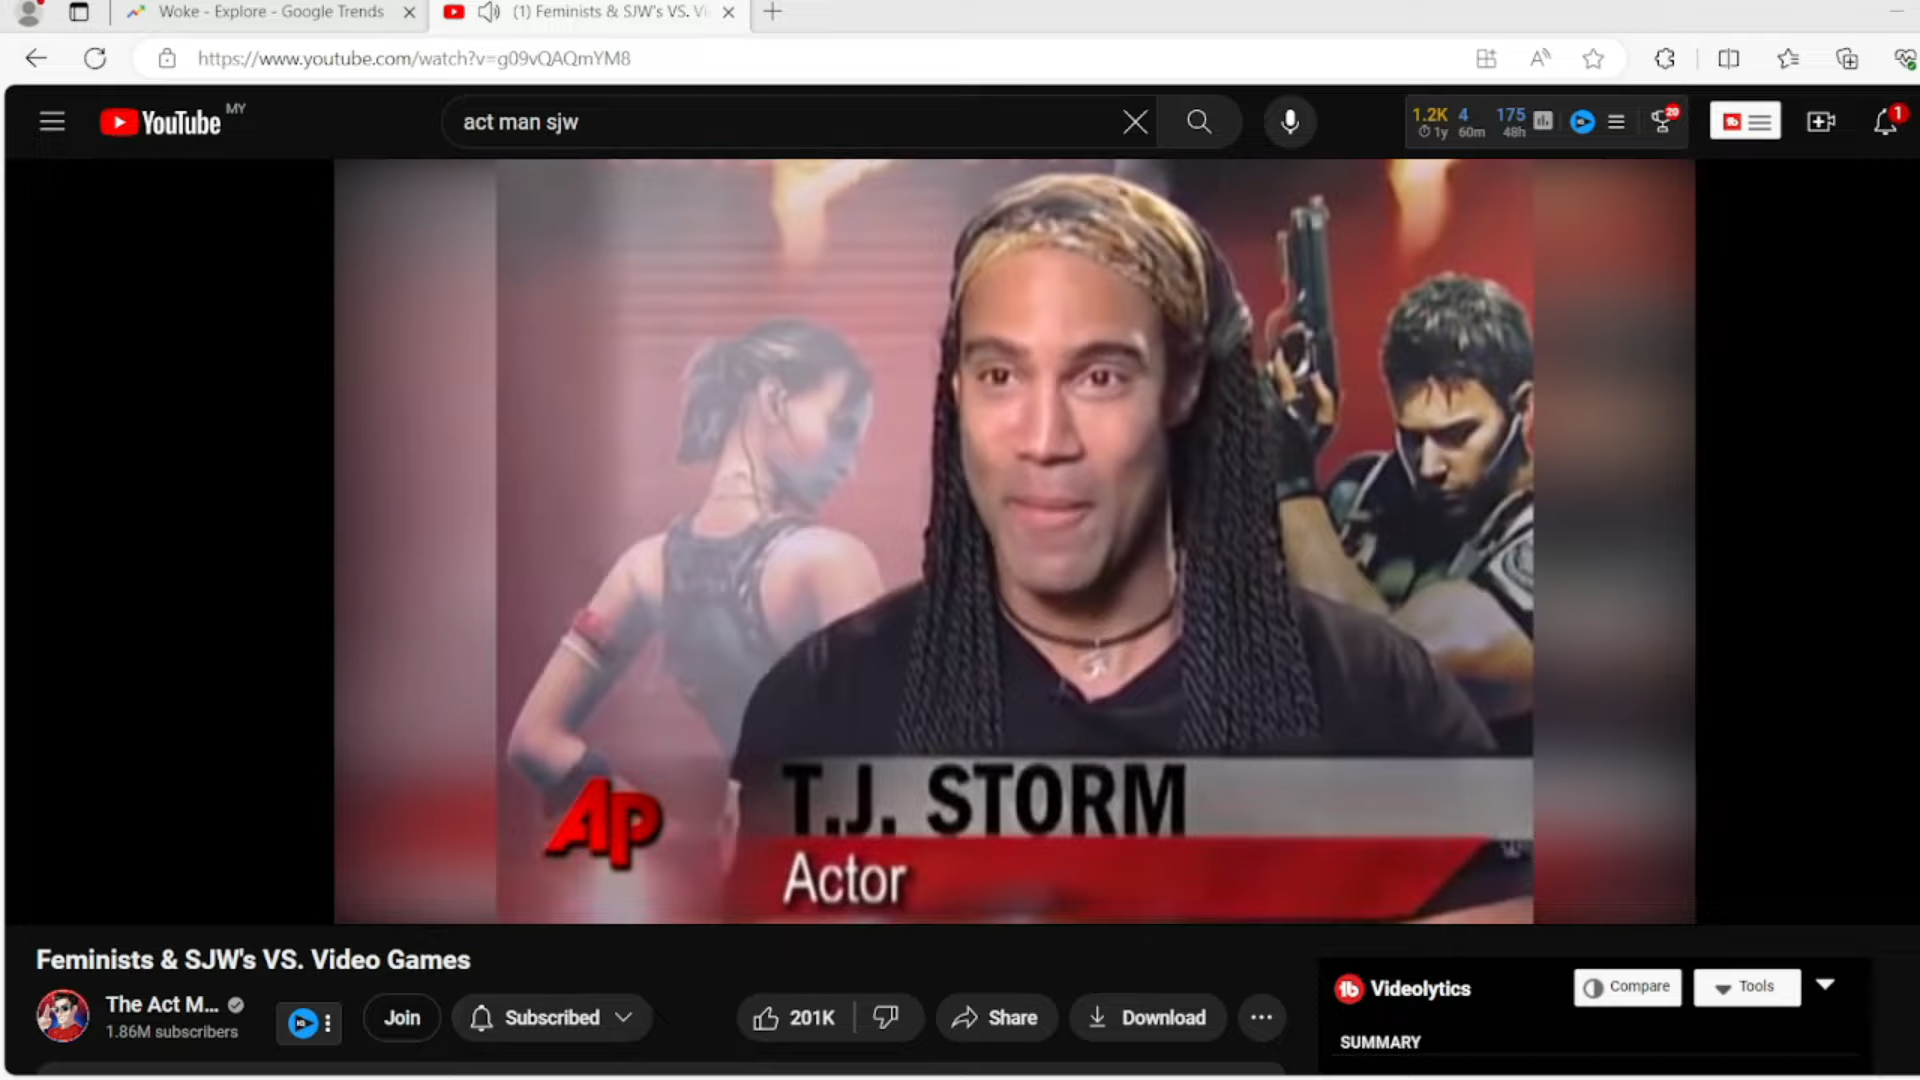 Woke - Explore - Google Trends
(1) Feminists & SJW's VS. Vi
https://www.youtube.com/watch?v=g09vQAQmYM8
YouTube MY
act man sjw
1.2K 4 175
1y 60m 48h
20
1
AP
T.J. STORM
Actor
Feminists & SJW's VS. Video Games
The Act M...
1.86M subscribers
Join
Subscribed
201K
Share
Download
Videolytics
Compare
Tools
SUMMARY